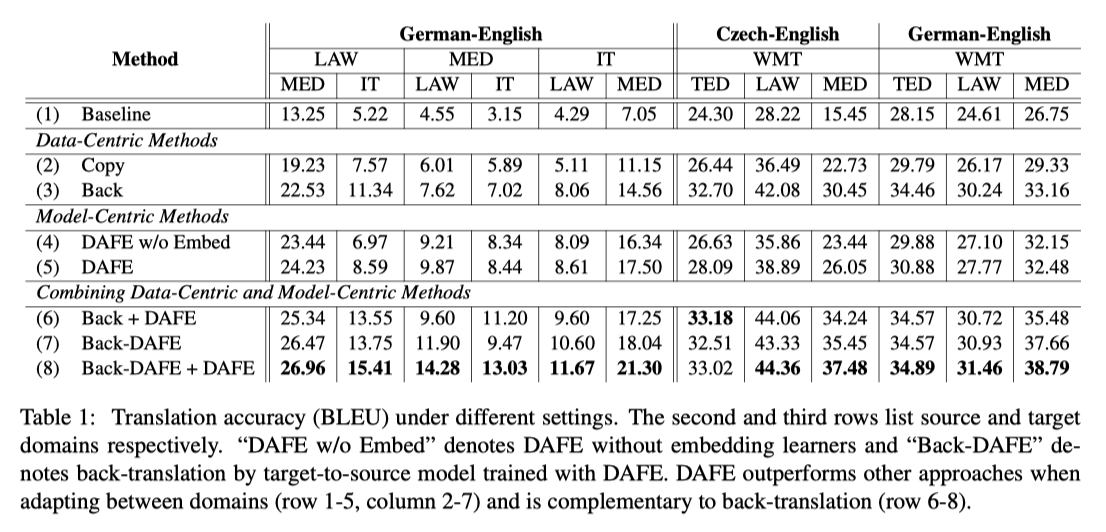 Method German-English Czech-English German-English
LAW MED IT WMT WMT
MED IT LAW IT LAW MED TED LAW MED TED LAW MED
(1) Baseline 13.25 5.22 4.55 3.15 4.29 7.05 24.30 28.22 15.45 28.15 24.61 26.75
Data-Centric Methods
(2) Copy 19.23 7.57 6.01 5.89 5.11 11.15 26.44 36.49 22.73 29.79 26.17 29.33
(3) Back 22.53 11.34 7.62 7.02 8.06 14.56 32.70 42.08 30.45 34.46 30.24 33.16
Model-Centric Methods
(4) DAFE w/o Embed 23.44 6.97 9.21 8.34 8.09 16.34 26.63 35.86 23.44 29.88 27.10 32.15
(5) DAFE 24.23 8.59 9.87 8.44 8.61 17.50 28.09 38.89 26.05 30.88 27.77 32.48
Combining Data-Centric and Model-Centric Methods
(6) Back + DAFE 25.34 13.55 9.60 11.20 9.60 17.25 33.18 44.06 34.24 34.57 30.72 35.48
(7) Back-DAFE 26.47 13.75 11.90 9.47 10.60 18.04 32.51 43.33 35.45 34.57 30.93 37.66
(8) Back-DAFE + DAFE 26.96 15.41 14.28 13.03 11.67 21.30 33.02 44.36 37.48 34.89 31.46 38.79
Table 1: Translation accuracy (BLEU) under different settings. The second and third rows list source and target
domains respectively. “DAFE w/o Embed” denotes DAFE without embedding learners and “Back-DAFE” de-
notes back-translation by target-to-source model trained with DAFE. DAFE outperforms other approaches when
adapting between domains (row 1-5, column 2-7) and is complementary to back-translation (row 6-8).